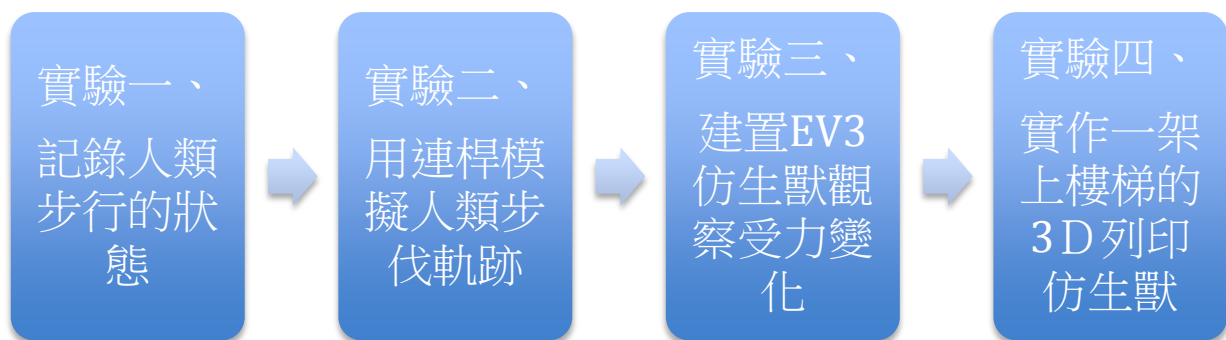 實驗一、
記錄人類
步行的狀
態
實驗二、
用連桿模
擬人類步
伐軌跡
實驗三、
建置EV3
仿生獸觀
察受力變
化
實驗四、
實作一架
上樓梯的
3Ｄ列印
仿生獸